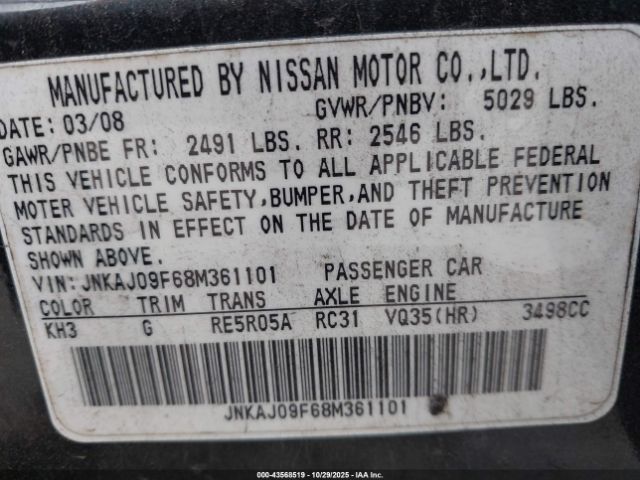 MANUFACTURED BY NISSAN MOTOR CO.,LTD.
DATE: 03/08 GVWR/PNBV: 5029 LBS.
GAWR/PNBE FR: 2491 LBS. RR: 2546 LBS.
THIS VEHICLE CONFORMS TO ALL APPLICABLE FEDERAL
MOTER VEHICLE SAFETY,BUMPER,AND THEFT PREVENTION
STANDARDS IN EFFECT ON THE DATE OF MANUFACTURE
SHOWN ABOVE.
VIN:JNKAJ09F68M361101 PASSENGER CAR
COLOR TRIM TRANS AXLE ENGINE
KH3 G RE5R05A RC31 VQ35(HR) 3498CC
JNKAJ09F68M361101
000-43568519 | 10/29/2025 | IAA Inc.